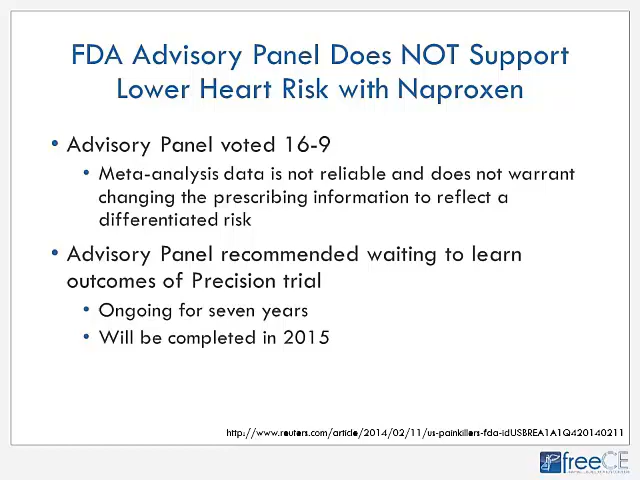 FDA Advisory Panel Does NOT Support
Lower Heart Risk with Naproxen
• Advisory Panel voted 16-9
• Meta-analysis data is not reliable and does not warrant
changing the prescribing information to reflect a
differentiated risk
• Advisory Panel recommended waiting to learn
outcomes of Precision trial
• Ongoing for seven years
• Will be completed in 2015
http://www.reuters.com/article/2014/02/11/us-painkillers-fda-idUSBREA1A1Q420140211
freeCE